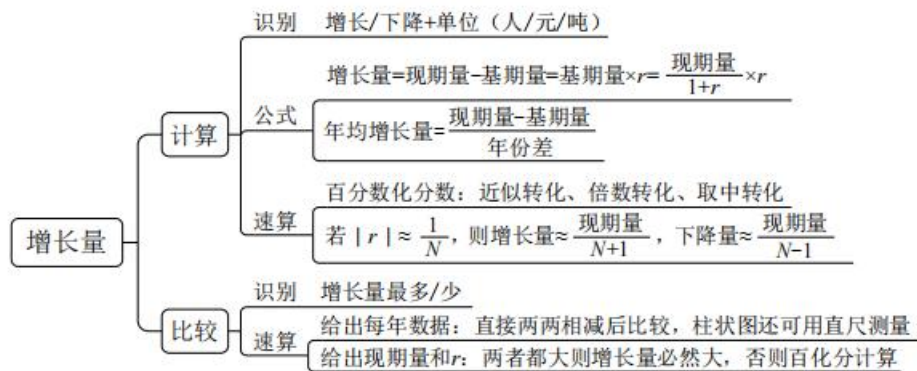 增长量
计算
识别 增长/下降+单位（人/元/吨）
公式
增长量=现期量-基期量=基期量×r=现期量/1+r×r
年均增长量=现期量-基期量/年份差
速算
百分数化分数：近似转化、倍数转化、取中转化
若|r|≈1/N，则增长量≈现期量/N+1，下降量≈现期量/N-1
比较
识别 增长量最多/少
速算
给出每年数据：直接两两相减后比较，柱状图还可用直尺测量
给出现期量和r：两者都大则增长量必然大，否则百化分计算